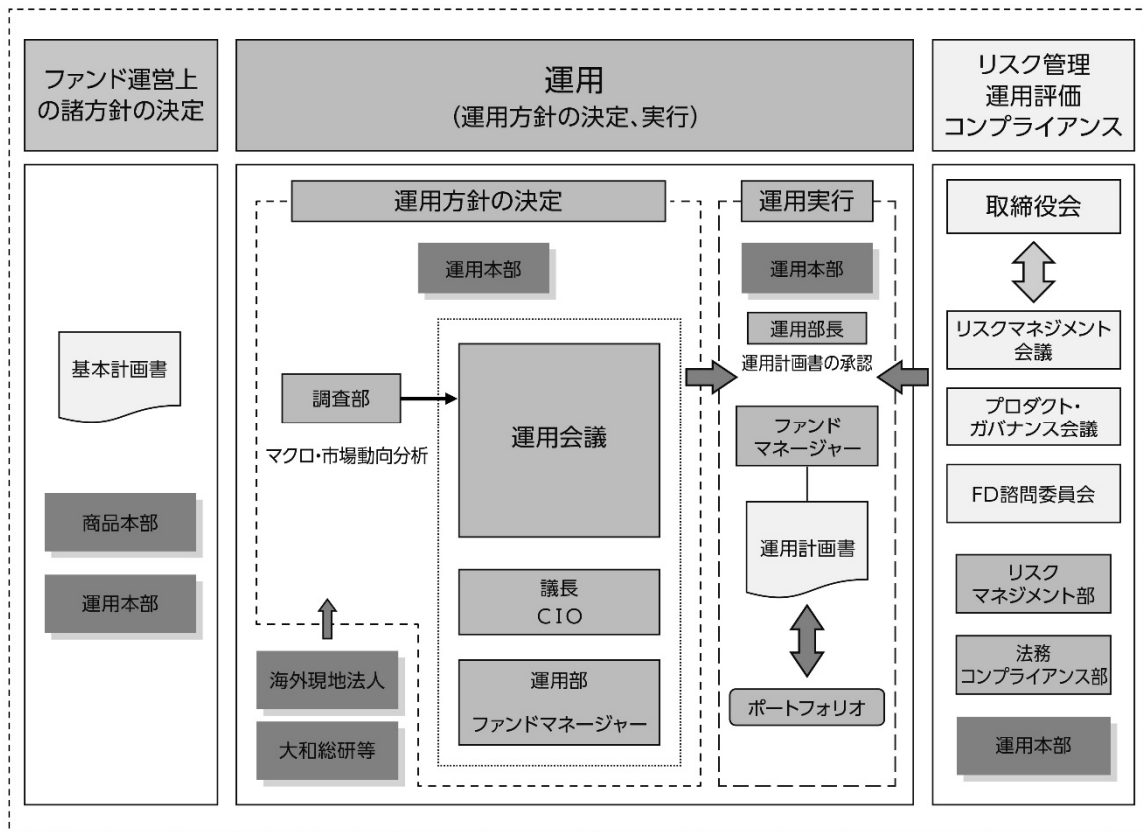 ファンド運営上
の諸方針の決定
基本計画書
商品本部
運用本部
運用
(運用方針の決定、実行)
運用方針の決定
運用本部
調査部
マクロ・市場動向分析
運用会議
議長
CIO
運用部
ファンドマネージャー
海外現地法人
大和総研等
運用実行
運用本部
運用部長
運用計画書の承認
ファンド
マネージャー
運用計画書
ポートフォリオ
リスク管理
運用評価
コンプライアンス
取締役会
リスクマネジメント
会議
プロダクト・
ガバナンス会議
FD諮問委員会
リスク
マネジメント部
法務
コンプライアンス部
運用本部